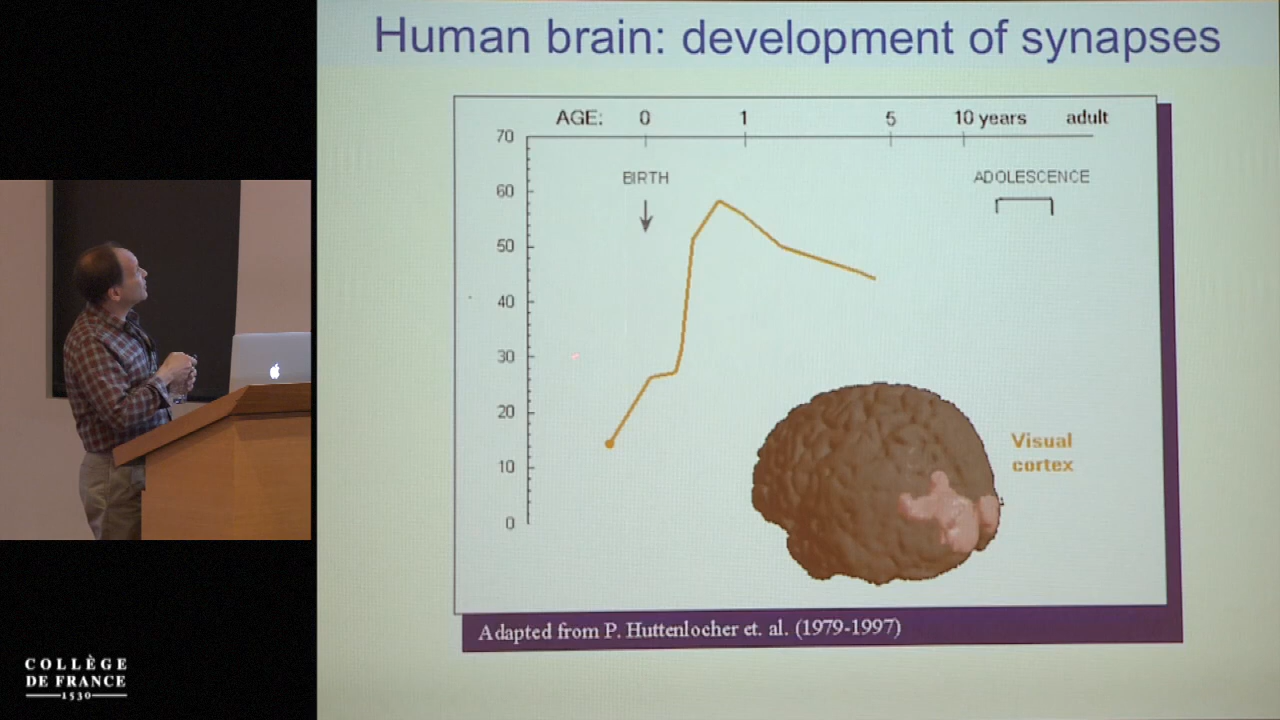 Human brain: development of synapses
AGE: 0 1 5 10 years adult
70
BIRTH
ADOLESCENCE
60
50
40
30
20
10
0
Visual
cortex
Adapted from P. Huttenlocher et. al. (1979-1997)
COLLÈGE
DE FRANCE
1530